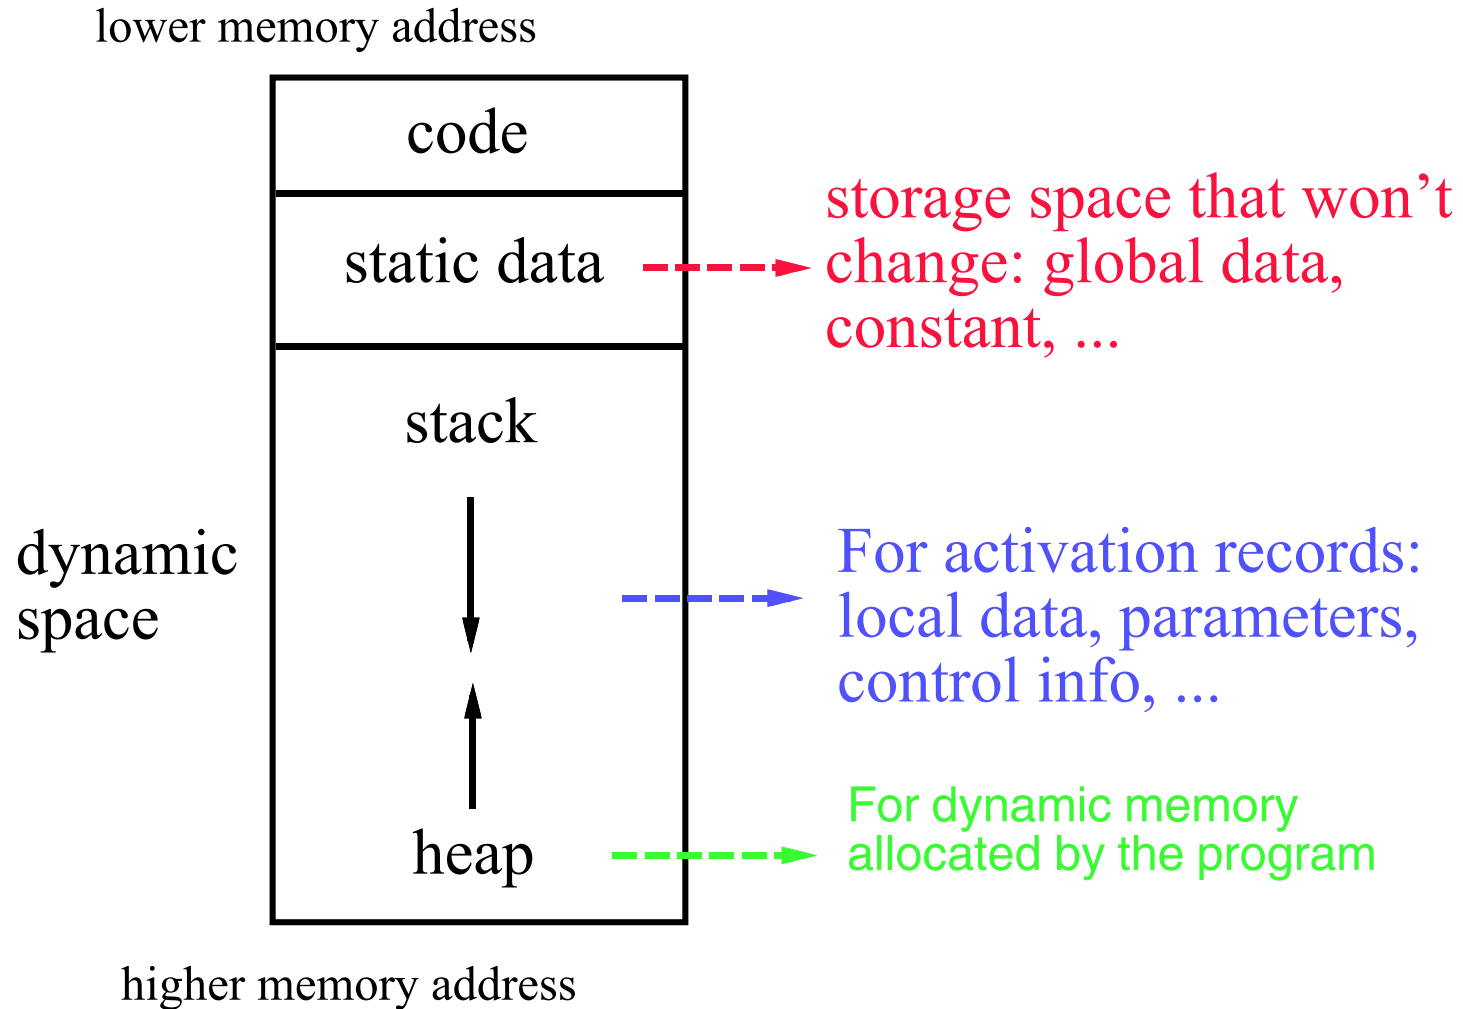 lower memory address
code
static data
storage space that won’t
change: global data,
constant, ...
stack
dynamic
space
For activation records:
local data, parameters,
control info, ...
heap
For dynamic memory
allocated by the program
higher memory address